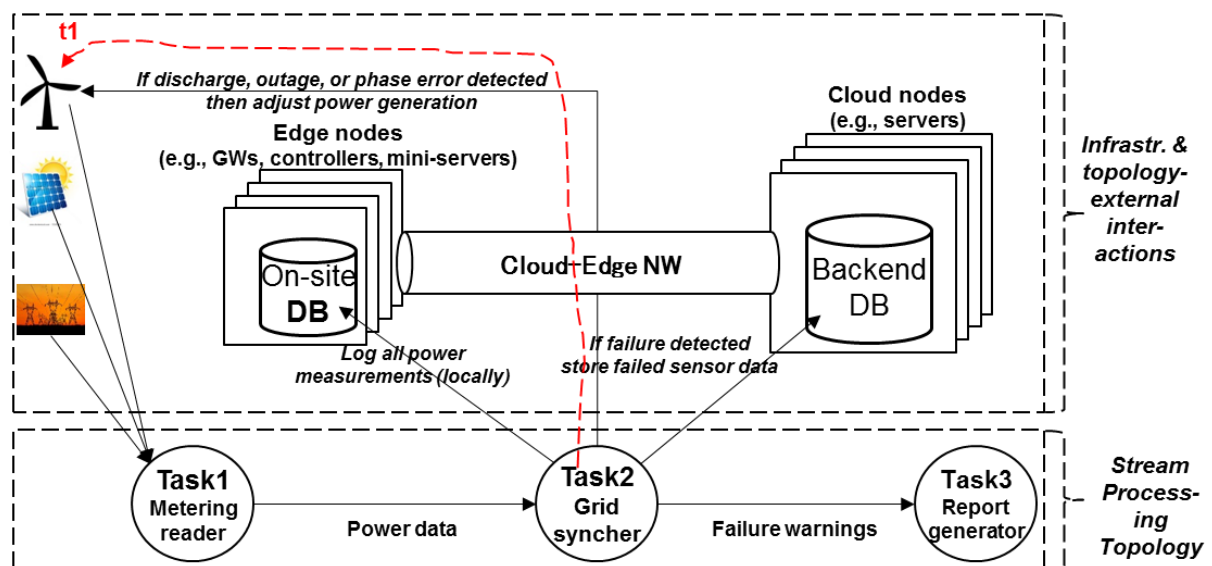 t1
If discharge, outage, or phase error detected
then adjust power generation
Edge nodes
(e.g., GWs, controllers, mini-servers)
Cloud nodes
(e.g., servers)
Infrastr. &
topology-
external
inter-
actions
On-site
DB
Cloud-Edge NW
Backend
DB
Log all power
measurements (locally)
If failure detected
store failed sensor data
Task1
Metering
reader
Power data
Task2
Grid
syncher
Failure warnings
Task3
Report
generator
Stream
Process-
ing
Topology